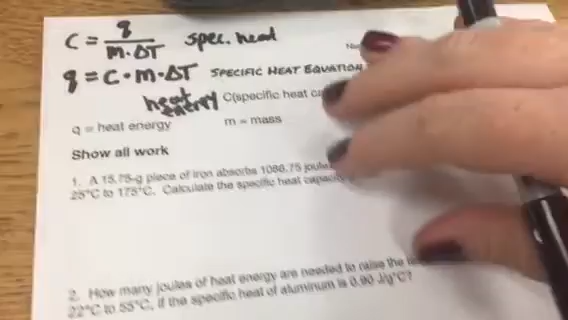 C = q / m·ΔT spec. heat
q = C·m·ΔT SPECIFIC HEAT EQUATION
heat energy C(specific heat
q = heat energy m = mass
Show all work
1. A 15.75-g piece of iron absorbs 1086.75
25°C to 175°C. Calculate the specific heat
2. How many joules of heat energy are needed to raise the
22°C to 55°C, if the specific heat of aluminum is 0.90 J/g°C?